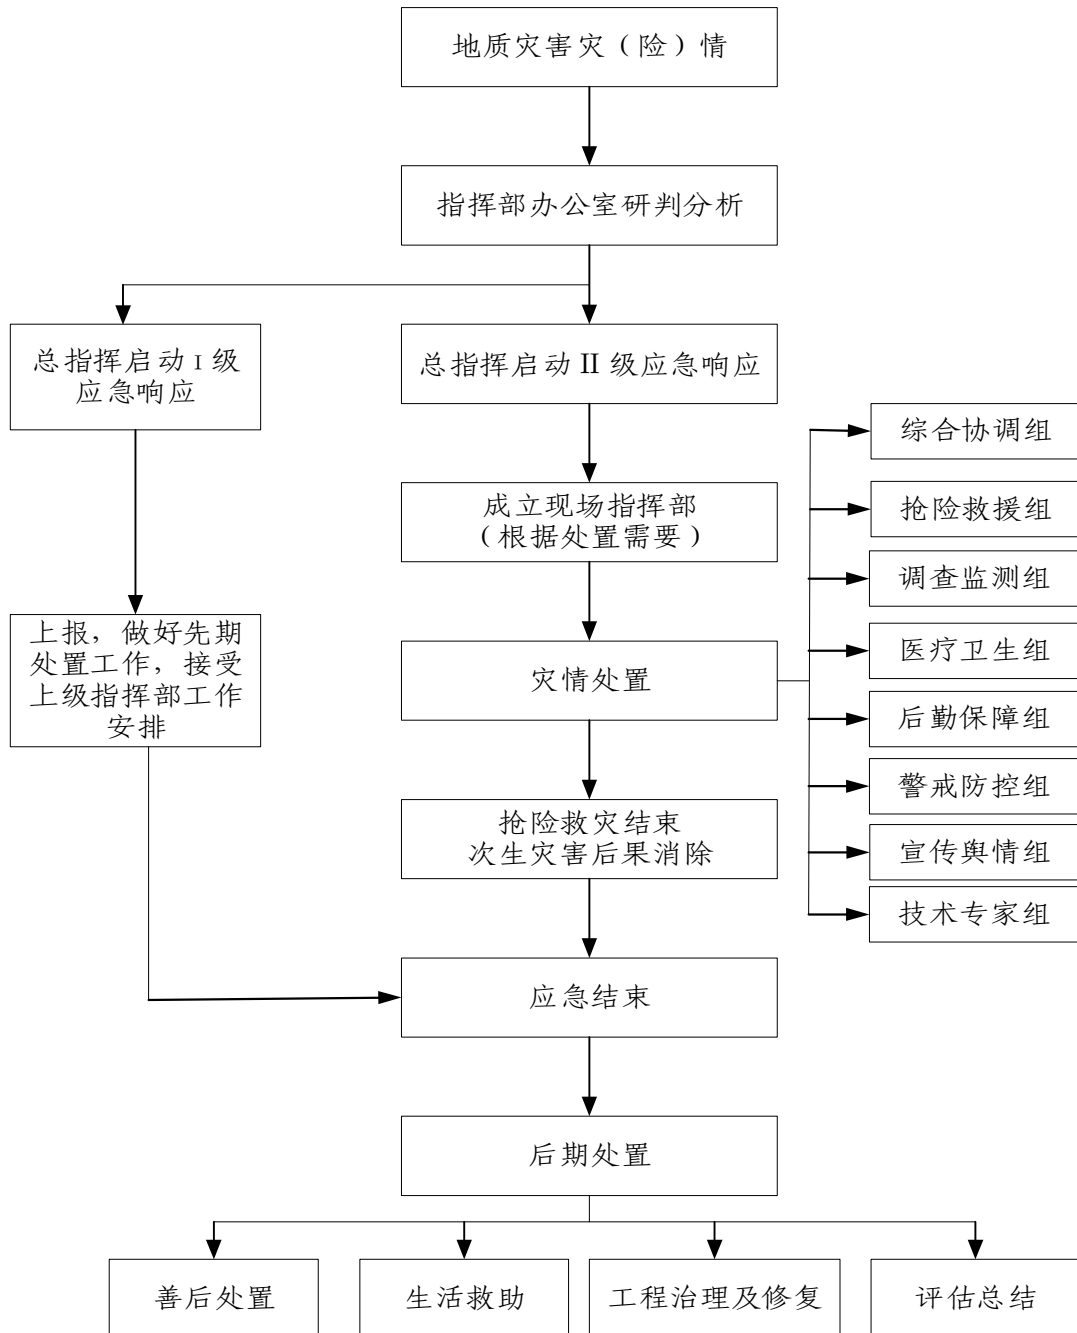 地质灾害灾（险）情
指挥部办公室研判分析
总指挥启动 I 级
应急响应
总指挥启动 II 级应急响应
综合协调组
抢险救援组
成立现场指挥部
（根据处置需要）
调查监测组
上报，做好先期
处置工作，接受
上级指挥部工作
安排
灾情处置
医疗卫生组
后勤保障组
警戒防控组
抢险救灾结束
次生灾害后果消除
宣传舆情组
技术专家组
应急结束
后期处置
善后处置
生活救助
工程治理及修复
评估总结